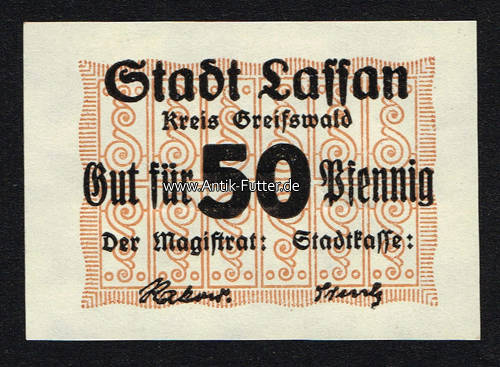 Stadt Lassan
Kreis Greifswald
Gut für 50 Pfennig
www.Antik-Futter.de
Der Magistrat: Stadtkasse: